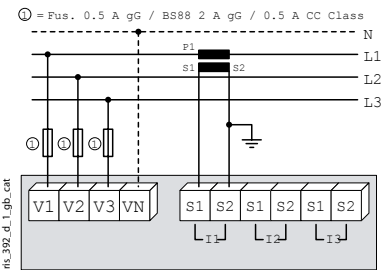 ① = Fus. 0.5 A gG / BS88 2 A gG / 0.5 A CC Class
N
P1
L1
S1 S2
L2
L3
① ① ①
V1 V2 V3 VN S1 S2 S1 S2 S1 S2
I1 I2 I3
ris_392_d_1_gb_cat